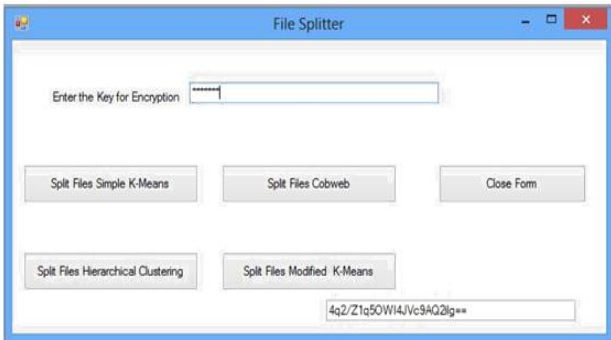 File Splitter
Enter the Key for Encryption *******
Split Files Simple K-Means
Split Files Cobweb
Close Form
Split Files Hierarchical Clustering
Split Files Modified K-Means
4q2/Z1q5OWI4JVc9AQ2lg==